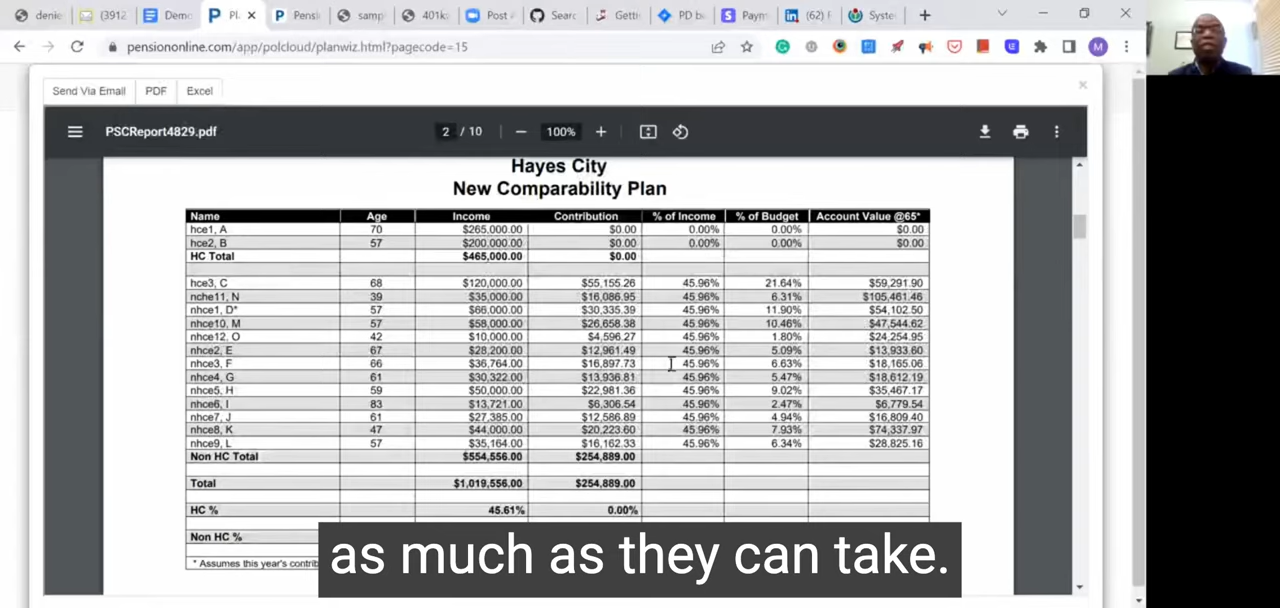 denie
(3912
Demo
Pl
Pensi
samp
401k
Post
Searc
Getti
PD b
Paym
(62) F
Syste
pensiononline.com/app/polcloud/planwiz.html?pagecode=15
M
Send Via Email PDF Excel
PSCReport4829.pdf 2 / 10 100%
Hayes City
New Comparability Plan
Name Age Income Contribution % of Income % of Budget Account Value @65*
hce1, A 70 $265,000.00 $0.00 0.00% 0.00% $0.00
hce2, B 57 $200,000.00 $0.00 0.00% 0.00% $0.00
HC Total $465,000.00 $0.00
hce3, C 68 $120,000.00 $55,155.26 45.96% 21.64% $59,291.90
nche11, N 39 $35,000.00 $16,086.95 45.96% 6.31% $105,461.46
nhce1, D* 57 $66,000.00 $30,335.39 45.96% 11.90% $54,102.50
nhce10, M 57 $58,000.00 $26,658.38 45.96% 10.46% $47,544.62
nhce12, O 42 $10,000.00 $4,596.27 45.96% 1.80% $24,254.95
nhce2, E 67 $28,200.00 $12,961.49 45.96% 5.09% $13,933.60
nhce3, F 66 $36,764.00 $16,897.73 45.96% 6.63% $18,165.06
nhce4, G 61 $30,322.00 $13,936.81 45.96% 5.47% $18,612.19
nhce5, H 59 $50,000.00 $22,981.36 45.96% 9.02% $35,467.17
nhce6, I 83 $13,721.00 $6,306.54 45.96% 2.47% $6,779.54
nhce7, J 61 $27,385.00 $12,586.89 45.96% 4.94% $16,809.40
nhce8, K 47 $44,000.00 $20,223.60 45.96% 7.93% $74,337.97
nhce9, L 57 $35,164.00 $16,162.33 45.96% 6.34% $28,825.16
Non HC Total $554,556.00 $254,889.00
Total $1,019,556.00 $254,889.00
HC % 45.61% 0.00%
Non HC %
* Assumes this year's contrib
as much as they can take.